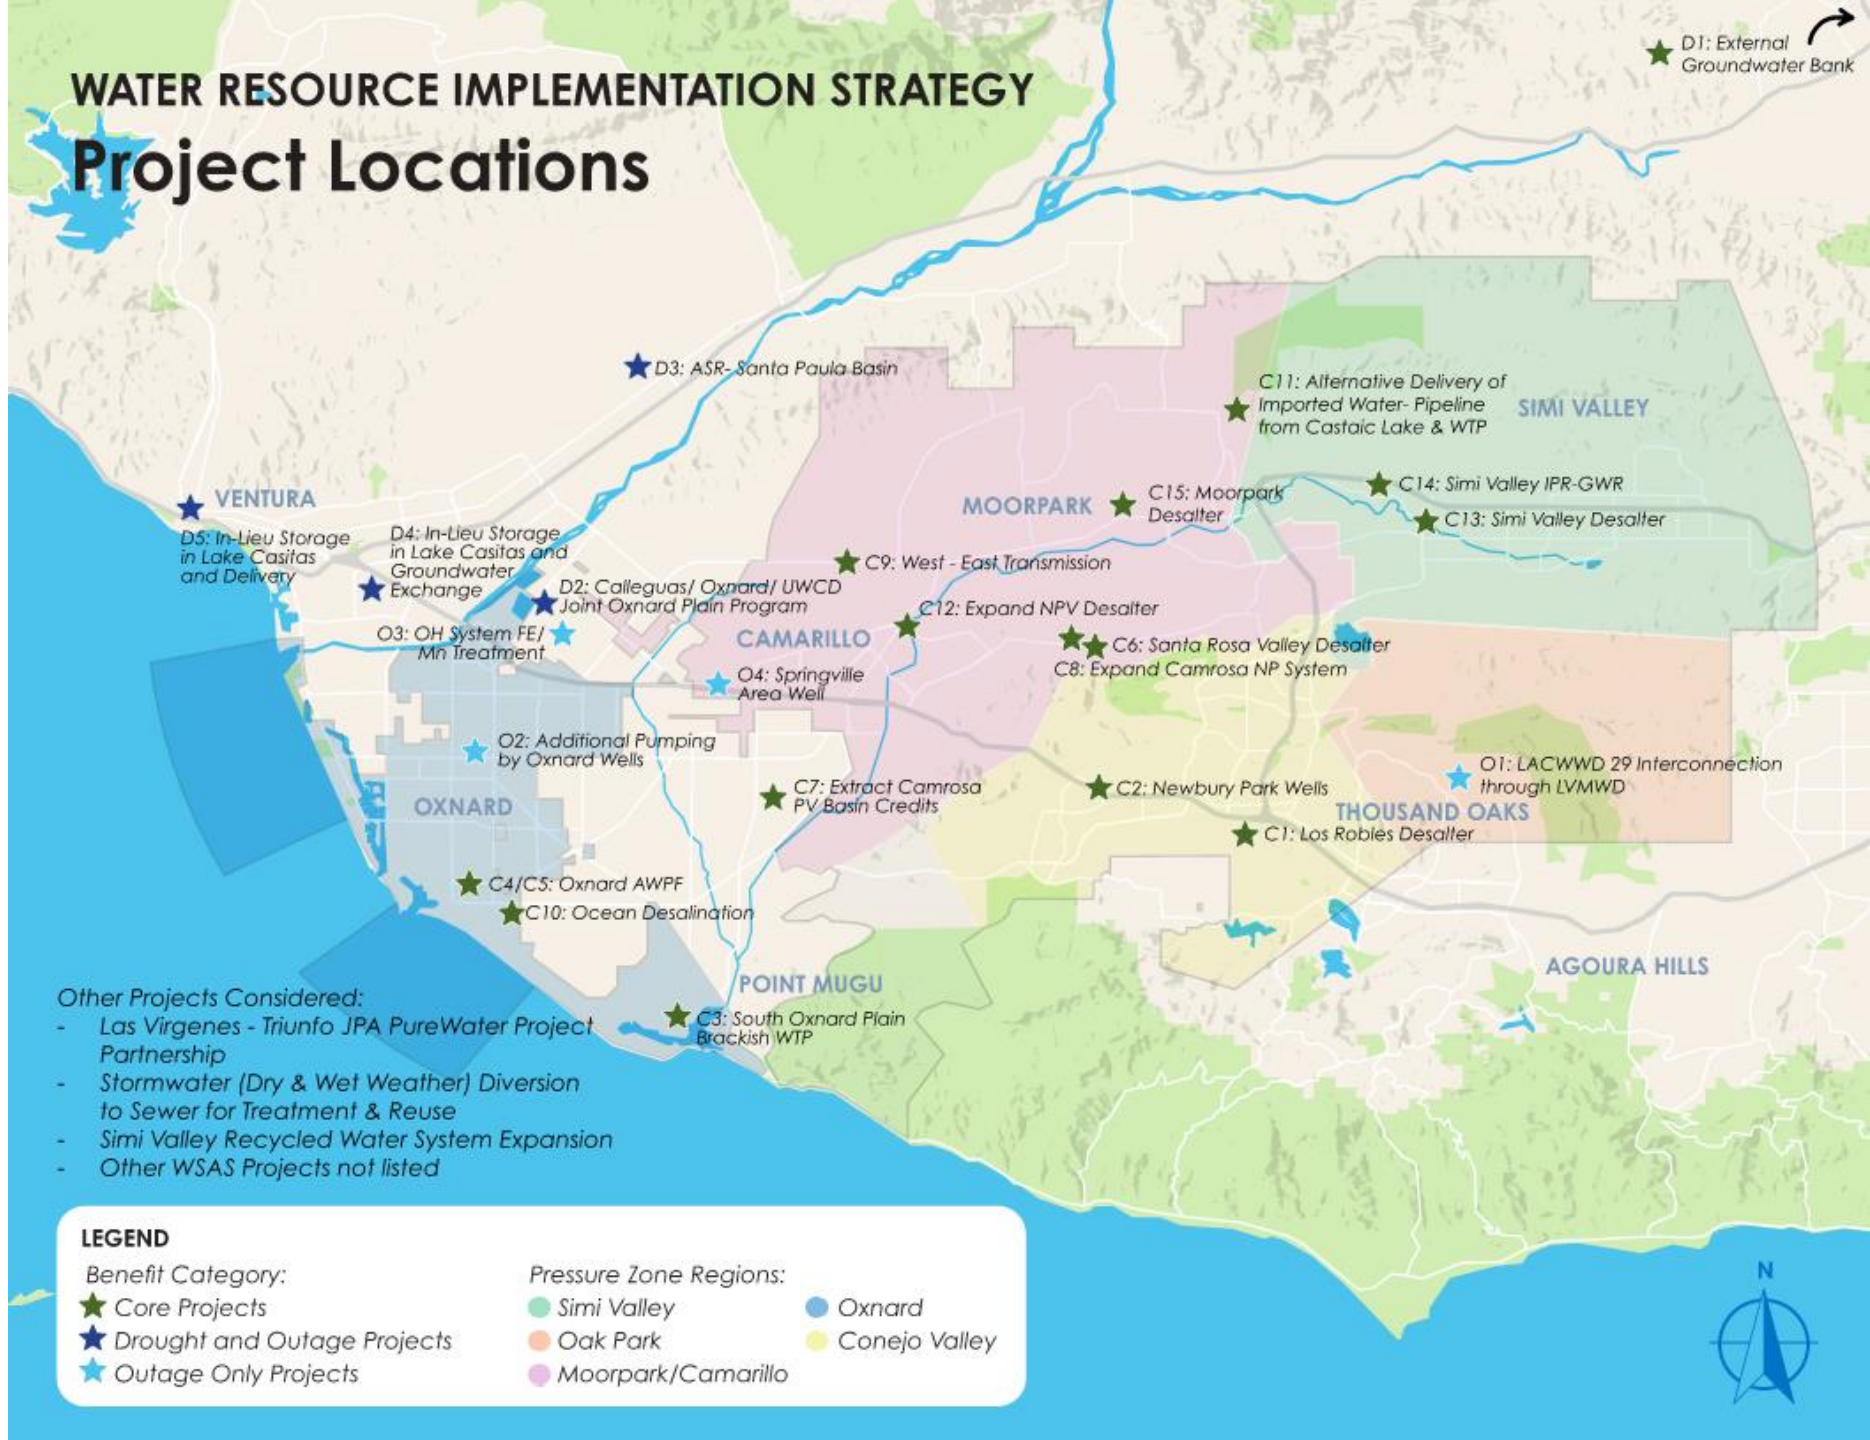 WATER RESOURCE IMPLEMENTATION STRATEGY
Project Locations
D1: External
Groundwater Bank
D3: ASR- Santa Paula Basin
C11: Alternative Delivery of
Imported Water- Pipeline
from Castaic Lake & WTP
SIMI VALLEY
VENTURA
D5: In-Lieu Storage
in Lake Casitas
and Delivery
D4: In-Lieu Storage
in Lake Casitas and
Groundwater
Exchange
MOORPARK
C15: Moorpark
Desalter
C14: Simi Valley IPR-GWR
C13: Simi Valley Desalter
C9: West - East Transmission
D2: Calleguas/ Oxnard/ UWCD
Joint Oxnard Plain Program
C12: Expand NPV Desalter
O3: OH System FE/
Mn Treatment
CAMARILLO
C6: Santa Rosa Valley Desalter
C8: Expand Camrosa NP System
O4: Springville
Area Well
O2: Additional Pumping
by Oxnard Wells
OXNARD
C7: Extract Camrosa
PV Basin Credits
C2: Newbury Park Wells
O1: LACWWD 29 Interconnection
through LVMWD
THOUSAND OAKS
C1: Los Robles Desalter
C4/C5: Oxnard AWPF
C10: Ocean Desalination
AGOURA HILLS
POINT MUGU
C3: South Oxnard Plain
Brackish WTP
Other Projects Considered:
- Las Virgenes - Triunfo JPA PureWater Project
Partnership
- Stormwater (Dry & Wet Weather) Diversion
to Sewer for Treatment & Reuse
- Simi Valley Recycled Water System Expansion
- Other WSAS Projects not listed
LEGEND
Benefit Category:
Core Projects
Drought and Outage Projects
Outage Only Projects
Pressure Zone Regions:
Simi Valley
Oak Park
Moorpark/Camarillo
Oxnard
Conejo Valley
N